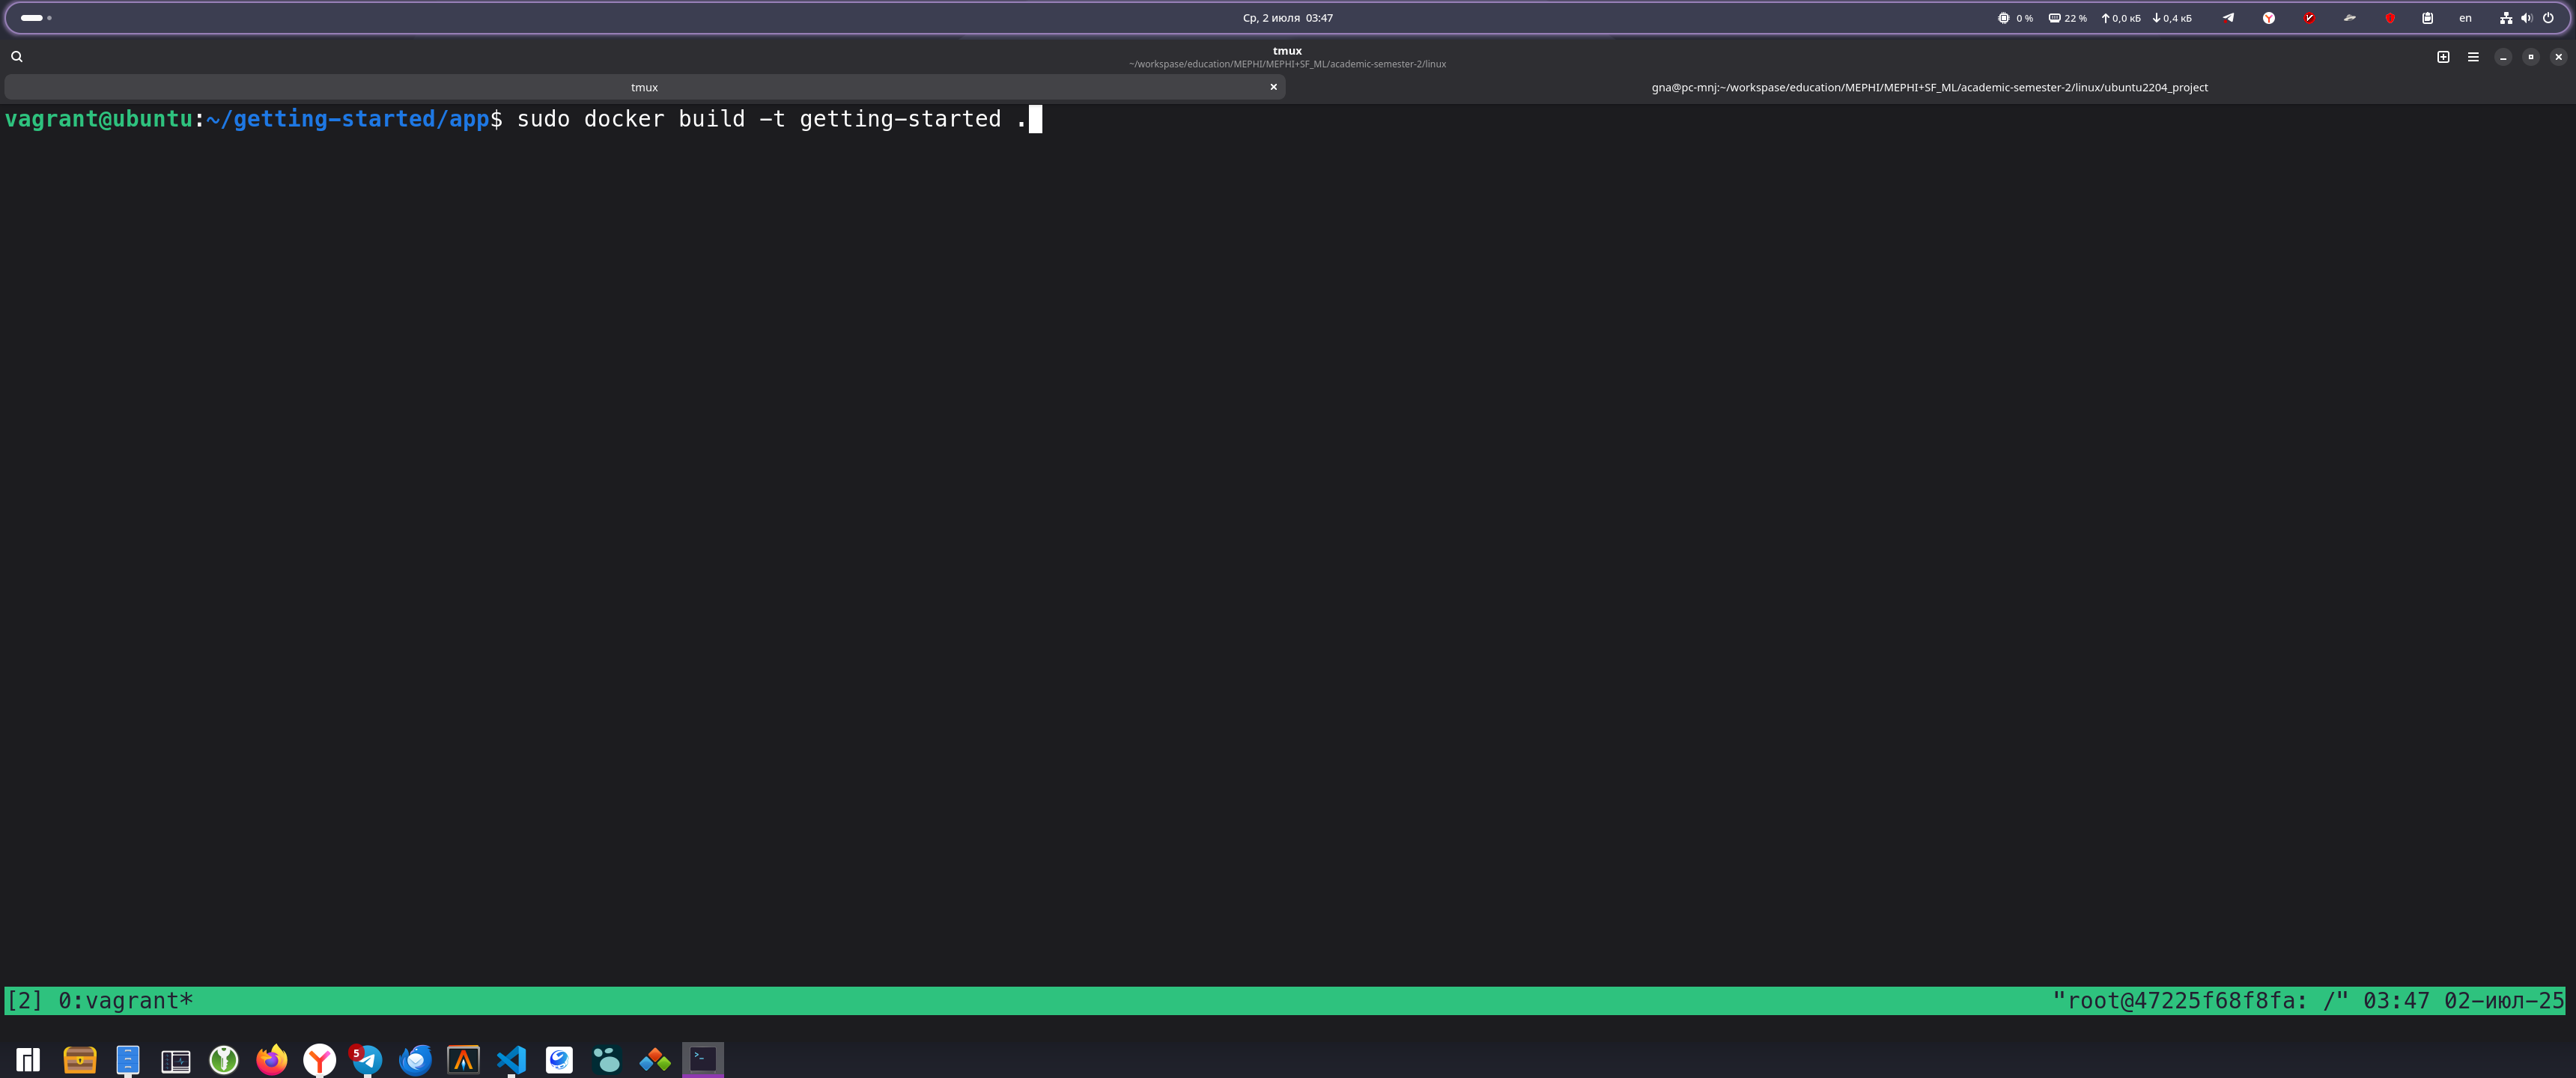 Ср, 2 июля 03:47
0 %
22 %
0,0 кБ
0,4 кБ
en
tmux
~/workspase/education/MEPHI/MEPHI+SF_ML/academic-semester-2/linux
tmux
gna@pc-mnj:~/workspase/education/MEPHI/MEPHI+SF_ML/academic-semester-2/linux/ubuntu2204_project
vagrant@ubuntu:~/getting-started/app$ sudo docker build -t getting-started .
[2] 0:vagrant*
"root@47225f68f8fa: /" 03:47 02-июл-25
5